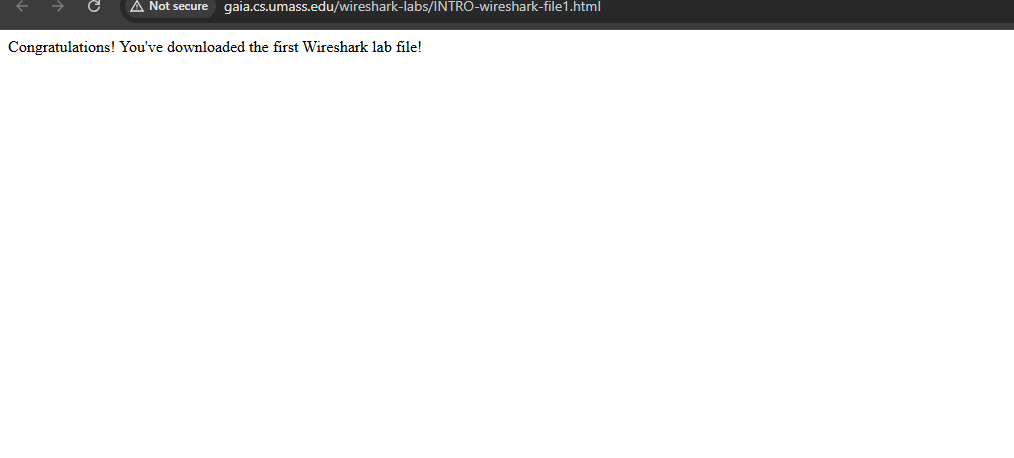 Not secure gaia.cs.umass.edu/wireshark-labs/INTRO-wireshark-file1.html
Congratulations! You've downloaded the first Wireshark lab file!